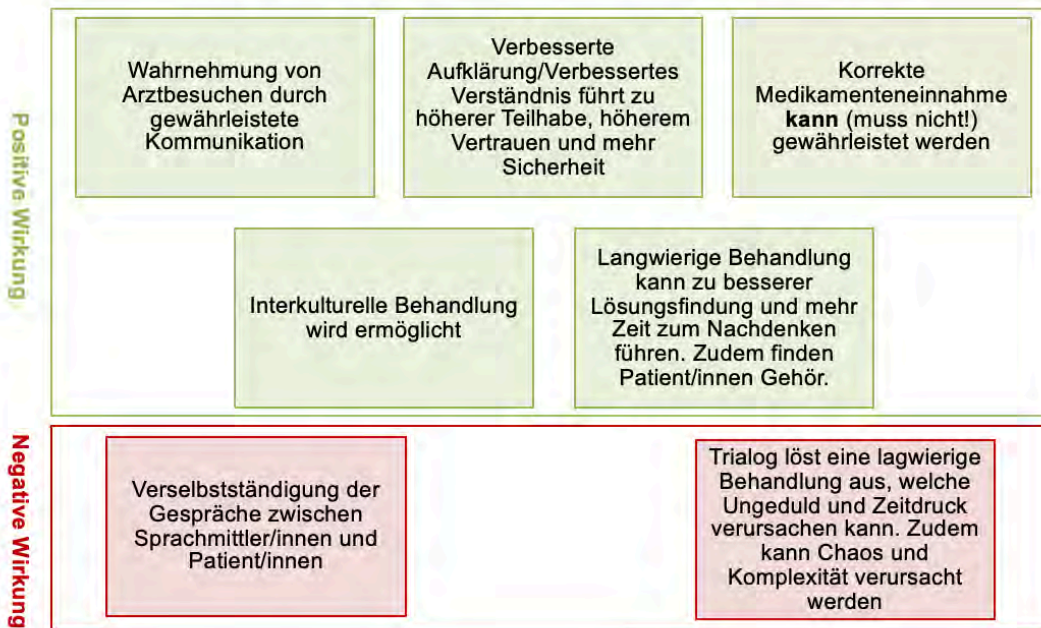 Positive Wirkung
Wahrnehmung von
Arztbesuchen durch
gewährleistete
Kommunikation
Verbesserte
Aufklärung/Verbessertes
Verständnis führt zu
höherer Teilhabe, höherem
Vertrauen und mehr
Sicherheit
Korrekte
Medikamenteneinnahme
kann (muss nicht!)
gewährleistet werden
Interkulturelle Behandlung
wird ermöglicht
Langwierige Behandlung
kann zu besserer
Lösungsfindung und mehr
Zeit zum Nachdenken
führen. Zudem finden
Patient/innen Gehör.
Negative Wirkung
Verselbstständigung der
Gespräche zwischen
Sprachmittler/innen und
Patient/innen
Trialog löst eine lagwierige
Behandlung aus, welche
Ungeduld und Zeitdruck
verursachen kann. Zudem
kann Chaos und
Komplexität verursacht
werden